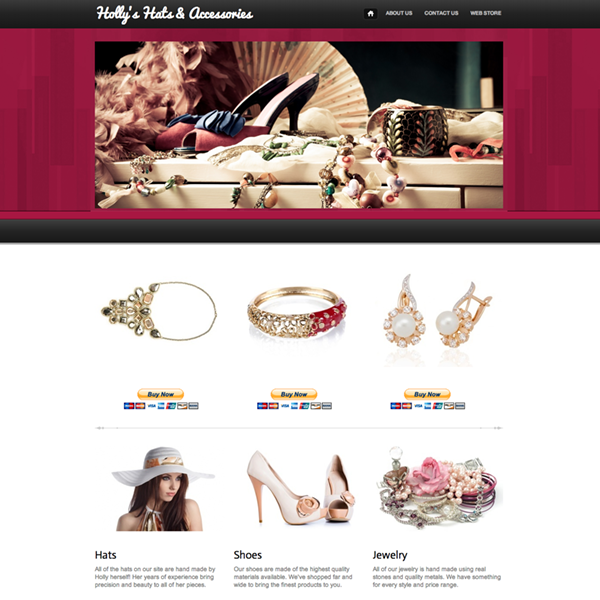 Holly's Hats & Accessories
ABOUT US CONTACT US WEB STORE
Buy Now Buy Now Buy Now
Hats Shoes Jewelry
All of the hats on our site are hand made by
Holly herself! Her years of experience bring
precision and beauty to all of her pieces.
Our shoes are made of the highest quality
materials available. We've shopped far and
wide to bring the finest products to you.
All of our jewelry is hand made using real
stones and quality metals. We have something
for every style and price range.